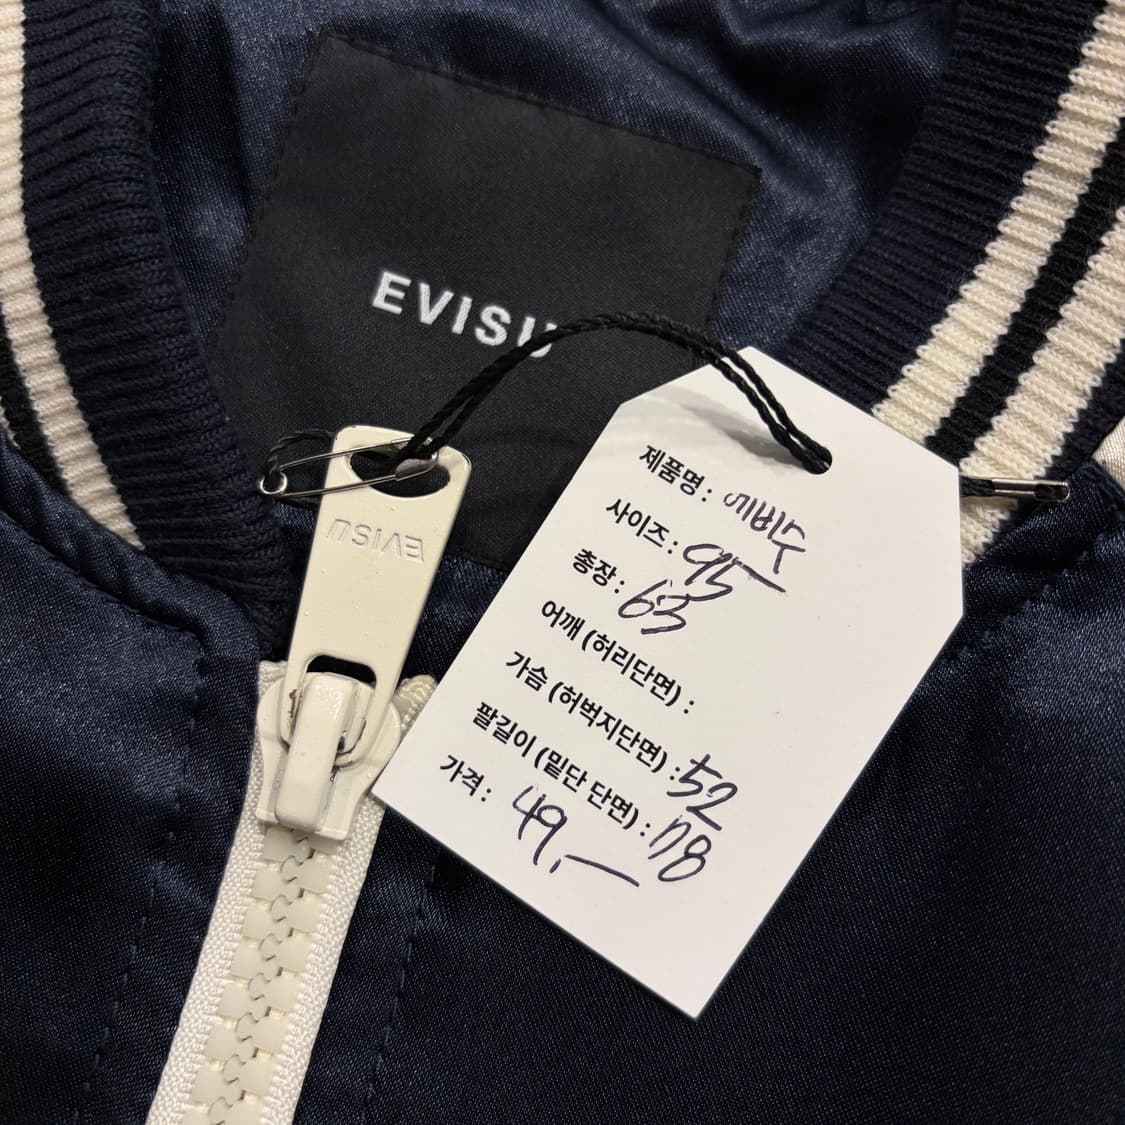 EVISU
EVISU
제품명 : 에비수
사이즈 : 95
총장 : 63
어깨 (허리단면) :
가슴 (허벅지단면) : 52
팔길이 (밑단 단면) : 78
가격 : 49,—